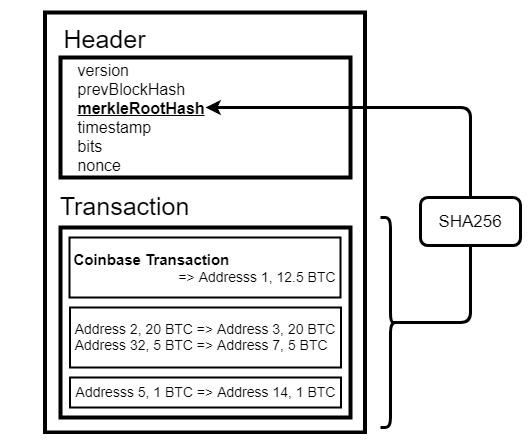 Header
version
prevBlockHash
merkleRootHash
timestamp
bits
nonce
Transaction
Coinbase Transaction
=> Addresss 1, 12.5 BTC
Address 2, 20 BTC => Address 3, 20 BTC
Address 32, 5 BTC => Address 7, 5 BTC
Addresss 5, 1 BTC => Address 14, 1 BTC
SHA256